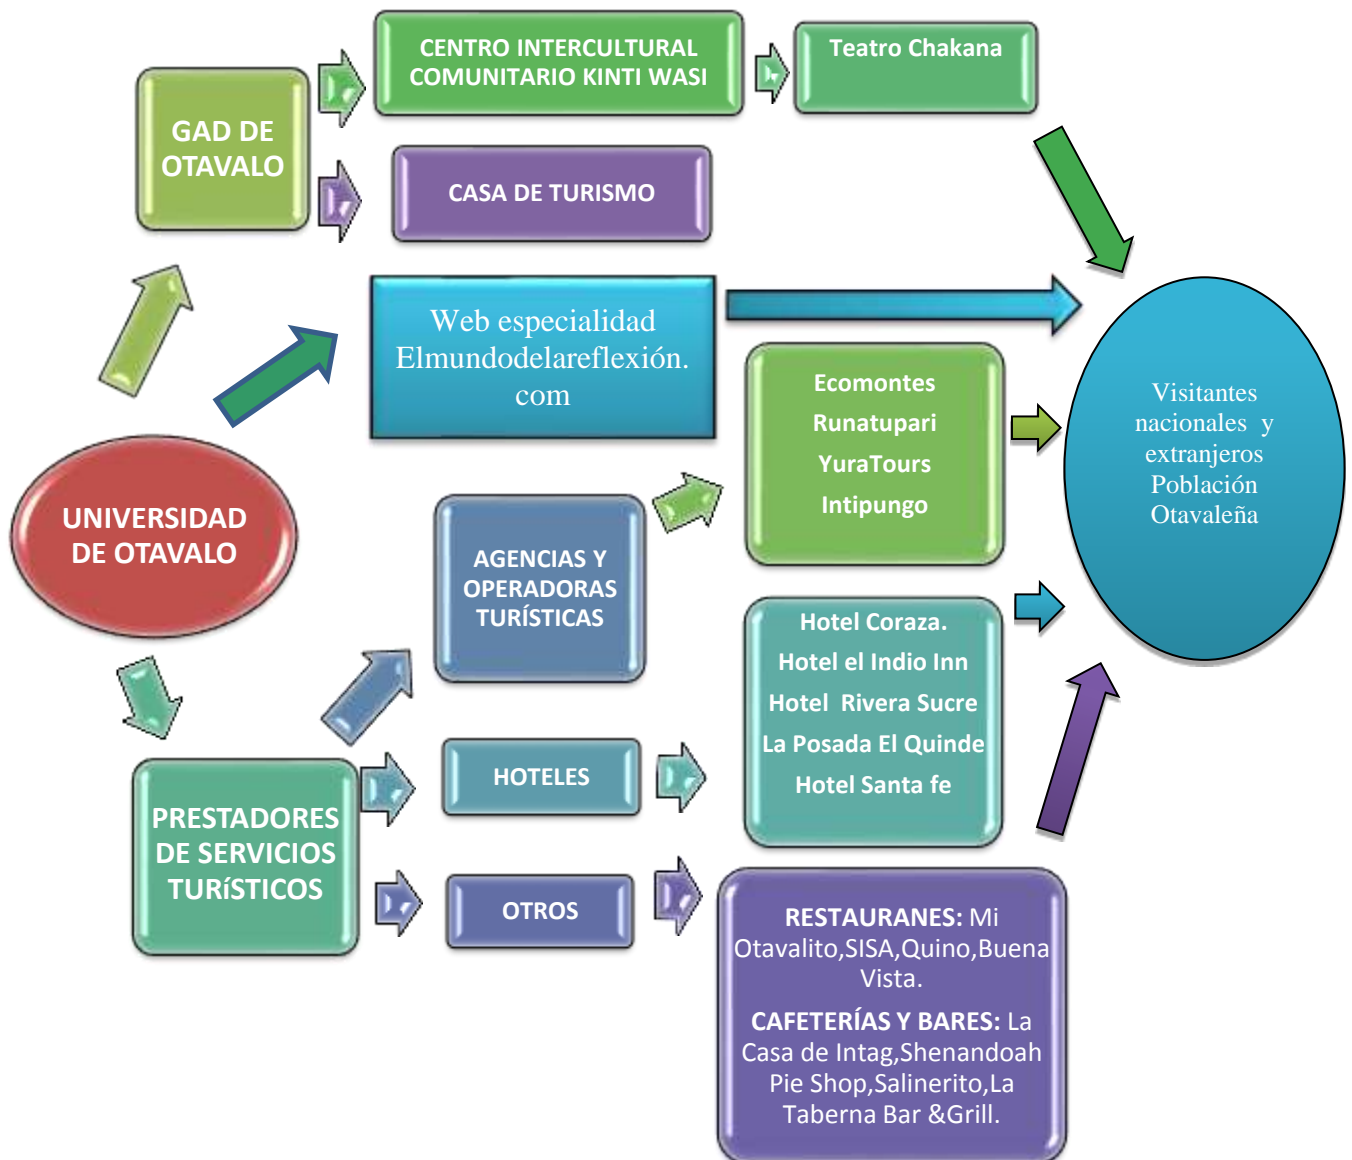 CENTRO INTERCULTURAL
COMUNITARIO KINTI WASI
Teatro Chakana
GAD DE
OTAVALO
CASA DE TURISMO
Web especialidad
Elmundodelareflexión.
com
Ecomontes
Runatupari
YuraTours
Intipungo
Visitantes
nacionales y
extranjeros
Población
Otavaleña
UNIVERSIDAD
DE OTAVALO
AGENCIAS Y
OPERADORAS
TURÍSTICAS
Hotel Coraza.
Hotel el Indio Inn
Hotel Rivera Sucre
La Posada El Quinde
Hotel Santa fe
HOTELES
PRESTADORES
DE SERVICIOS
TURíSTICOS
OTROS
RESTAURANES: Mi
Otavalito,SISA,Quino,Buena
Vista.
CAFETERÍAS Y BARES: La
Casa de Intag,Shenandoah
Pie Shop,Salinerito,La
Taberna Bar &Grill.